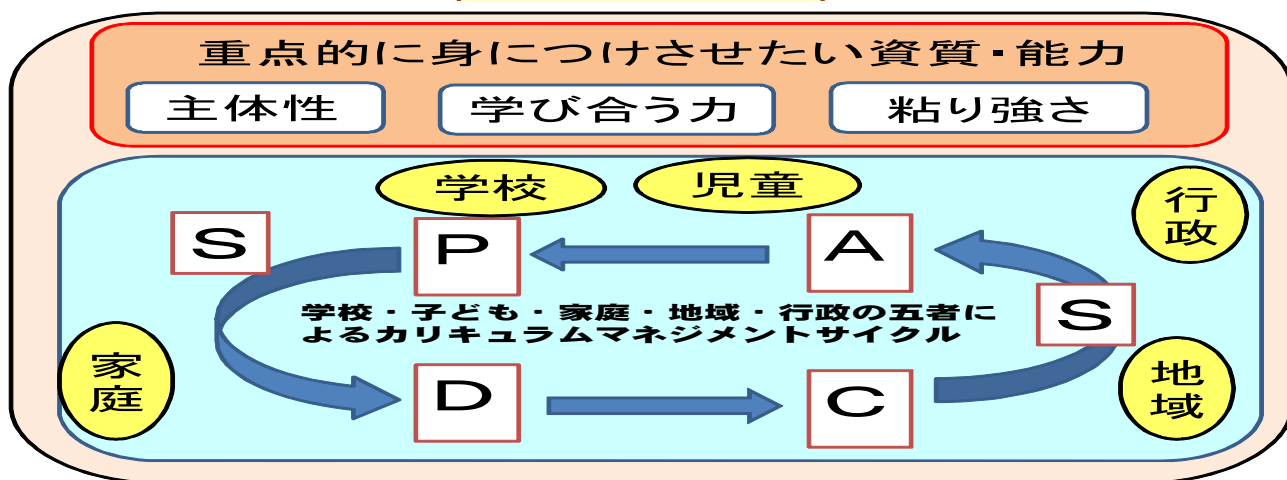 重点的に身につけさせたい資質・能力
主体性
学び合う力
粘り強さ
学校
児童
行政
S
P
A
学校・子ども・家庭・地域・行政の五者に
よるカリキュラムマネジメントサイクル
S
家庭
地域
D
C